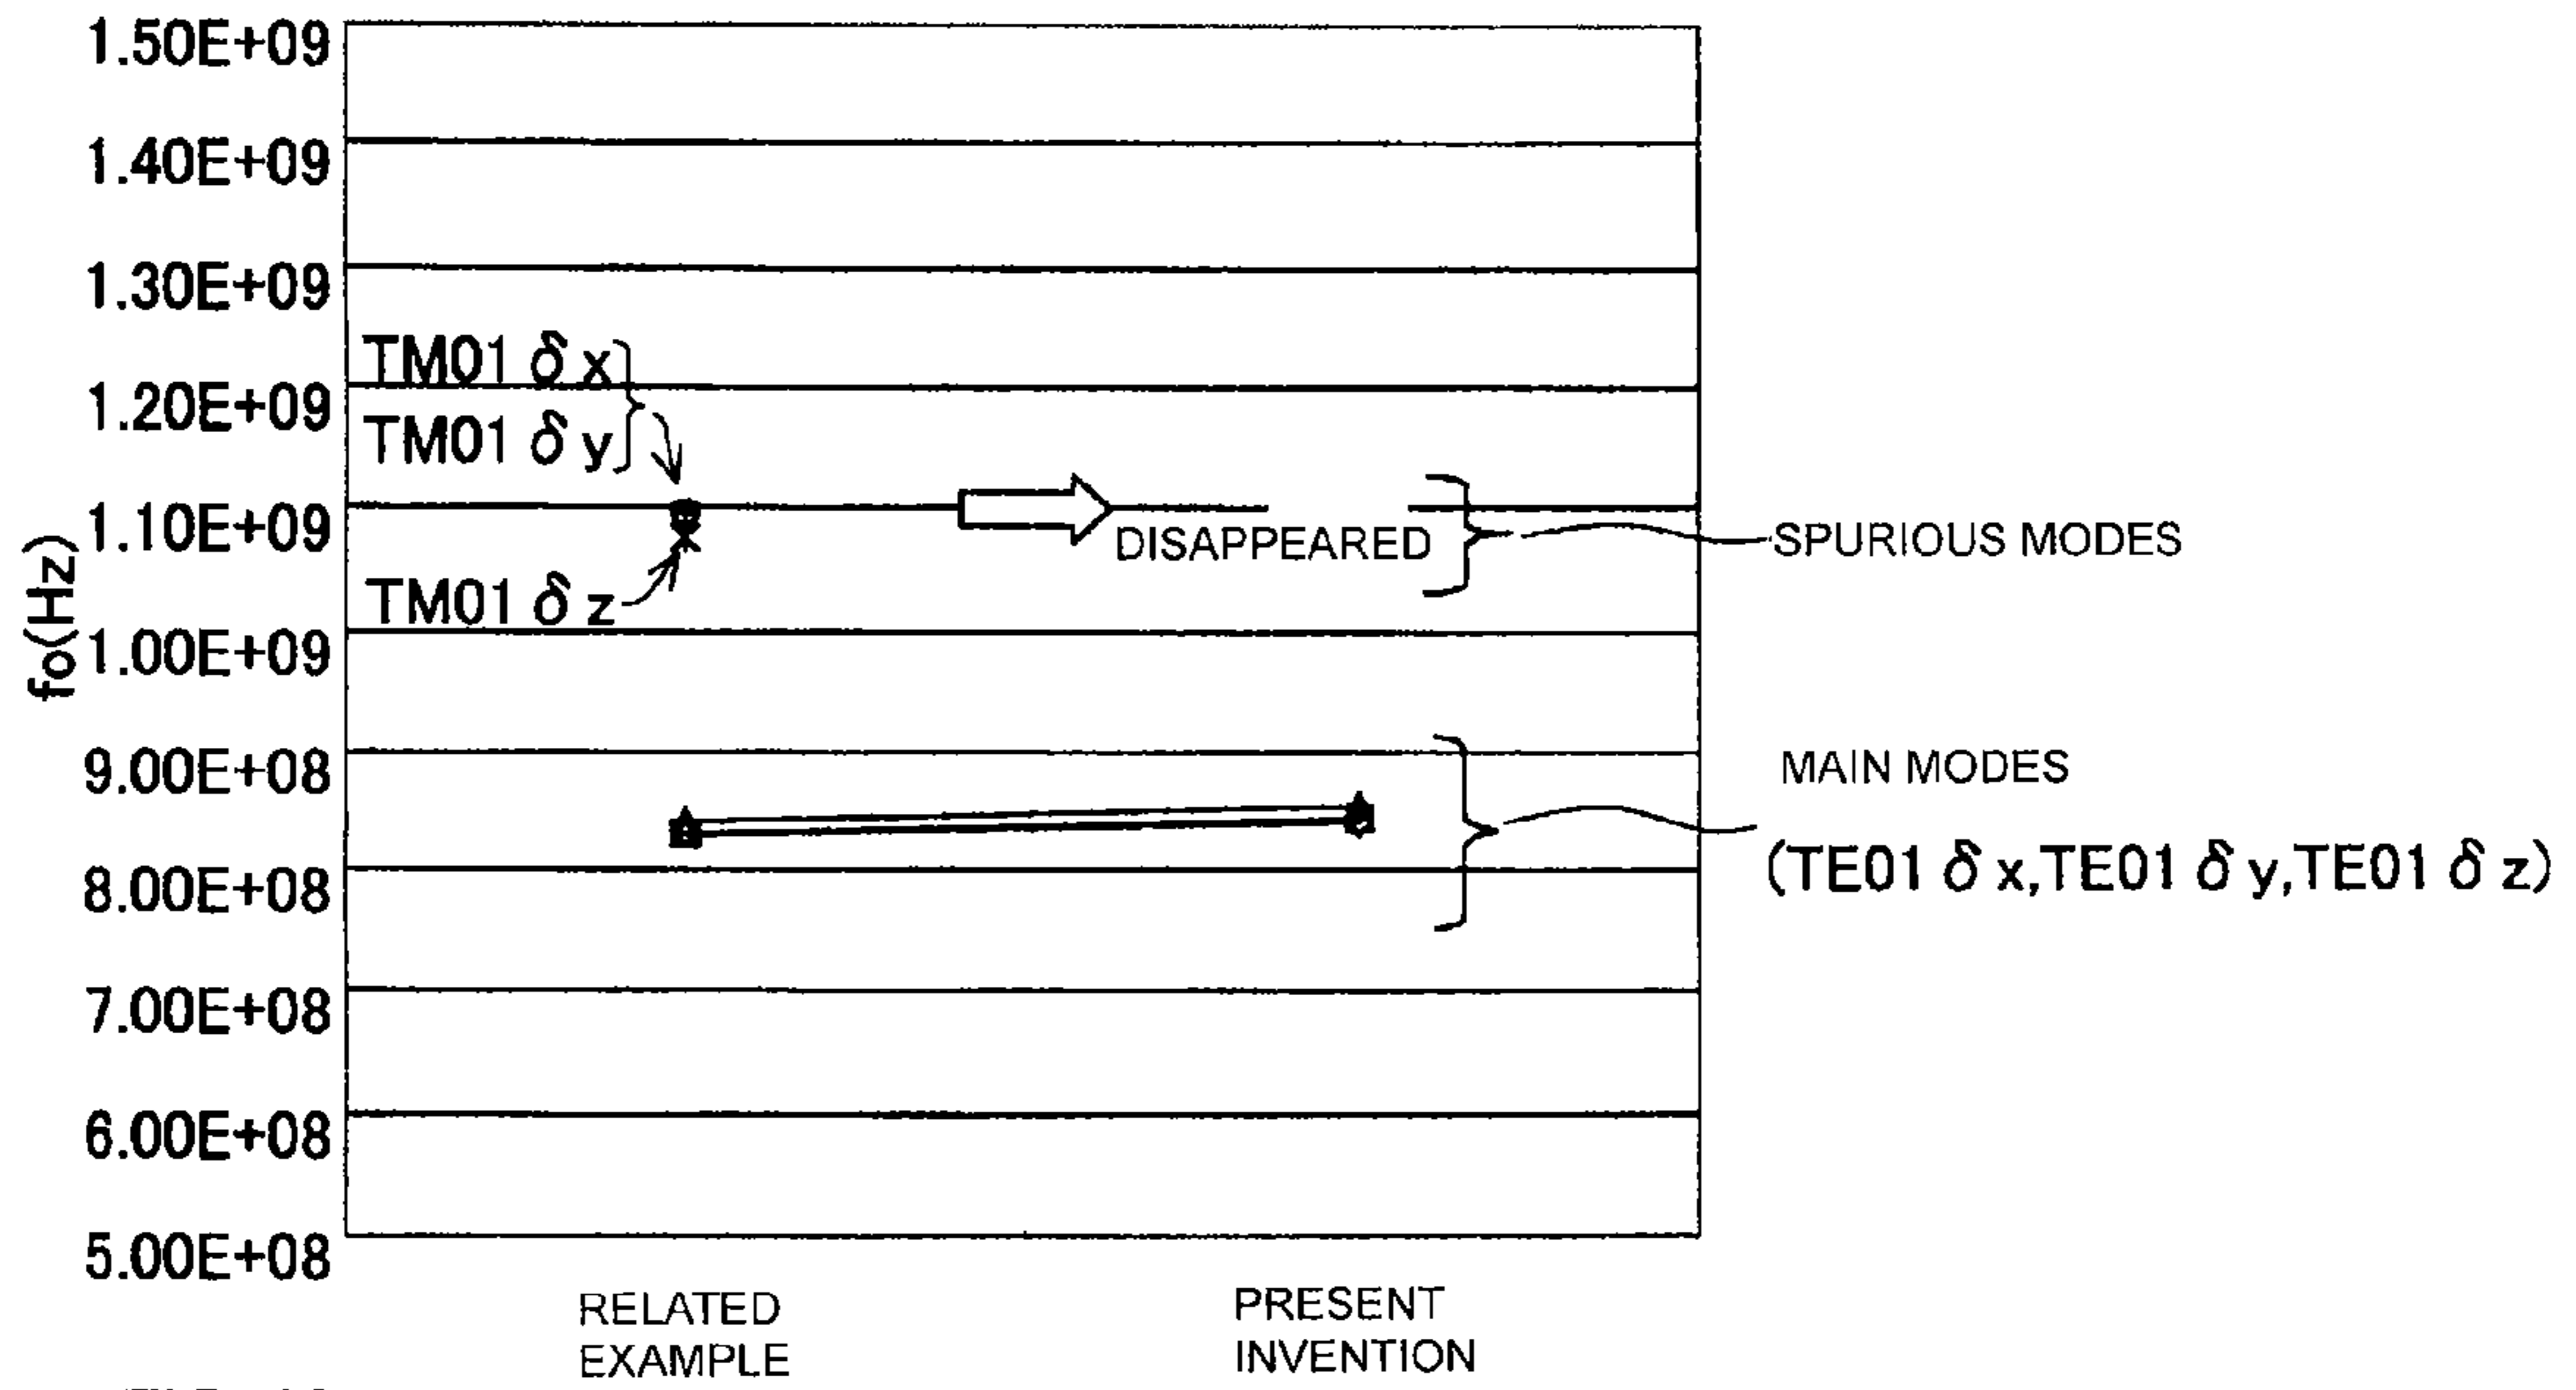 1.50E+09
1.40E+09
1.30E+09
TM01 δ x
1.20E+09
TM01 δ y
1.10E+09
DISAPPEARED
SPURIOUS MODES
TM01 δ z
fo(Hz)
1.00E+09
9.00E+08
MAIN MODES
8.00E+08
(TE01 δ x,TE01 δ y,TE01 δ z)
7.00E+08
6.00E+08
5.00E+08
RELATED
EXAMPLE
PRESENT
INVENTION